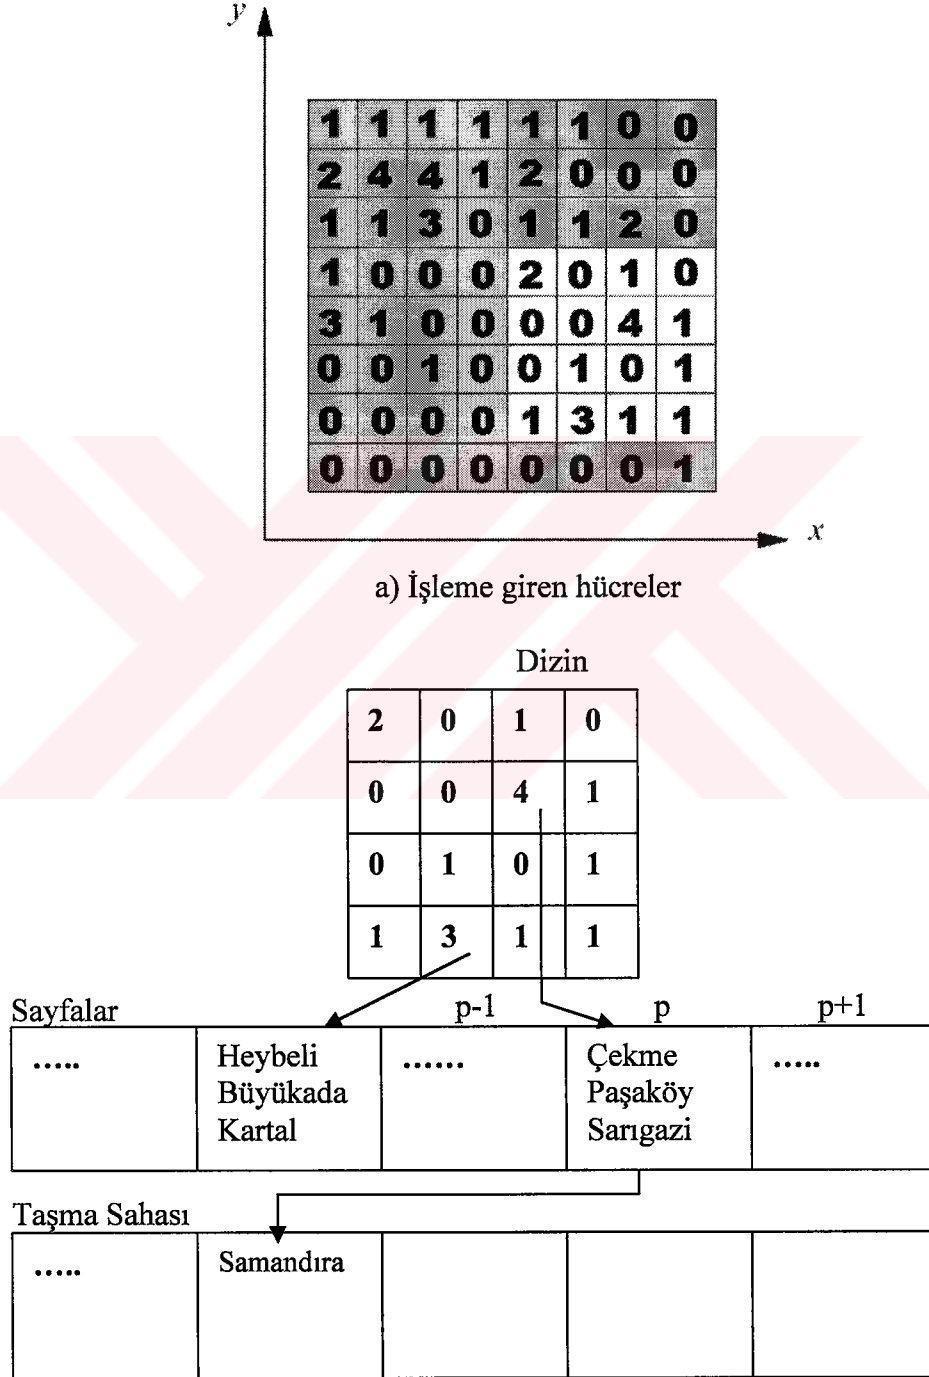 y
1 1 1 1 1 1 0 0
2 4 4 1 2 0 0 0
1 1 3 0 1 1 2 0
1 0 0 0 2 0 1 0
3 1 0 0 0 0 4 1
0 0 1 0 0 1 0 1
0 0 0 0 1 3 1 1
0 0 0 0 0 0 0 1
x
a) İşleme giren hücreler
Dizin
2 0 1 0
0 0 4 1
0 1 0 1
1 3 1 1
Sayfalar p-1 p p+1
..... Heybeli ...... Çekme .....
Büyükada Paşaköy
Kartal Sarıgazi
Taşma Sahası
..... Samandıra